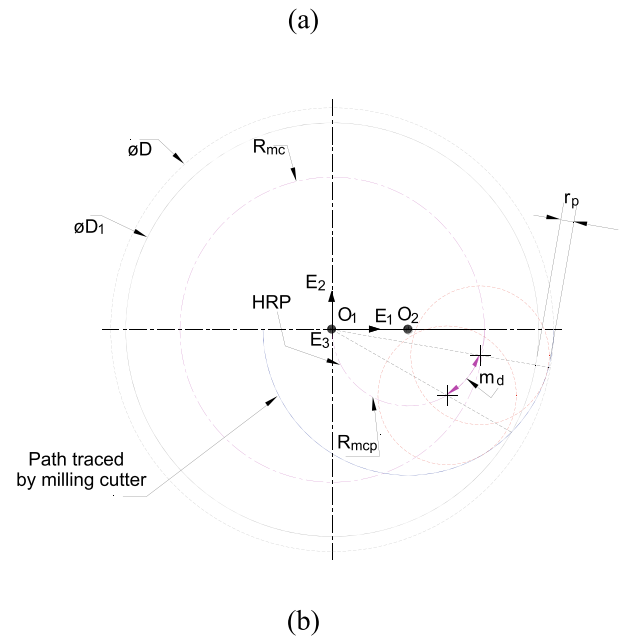 (a)
øD
Rmc
øD1
rp
E2
HRP
O1
E1
O2
E3
md
Rmcp
Path traced
by milling cutter
(b)